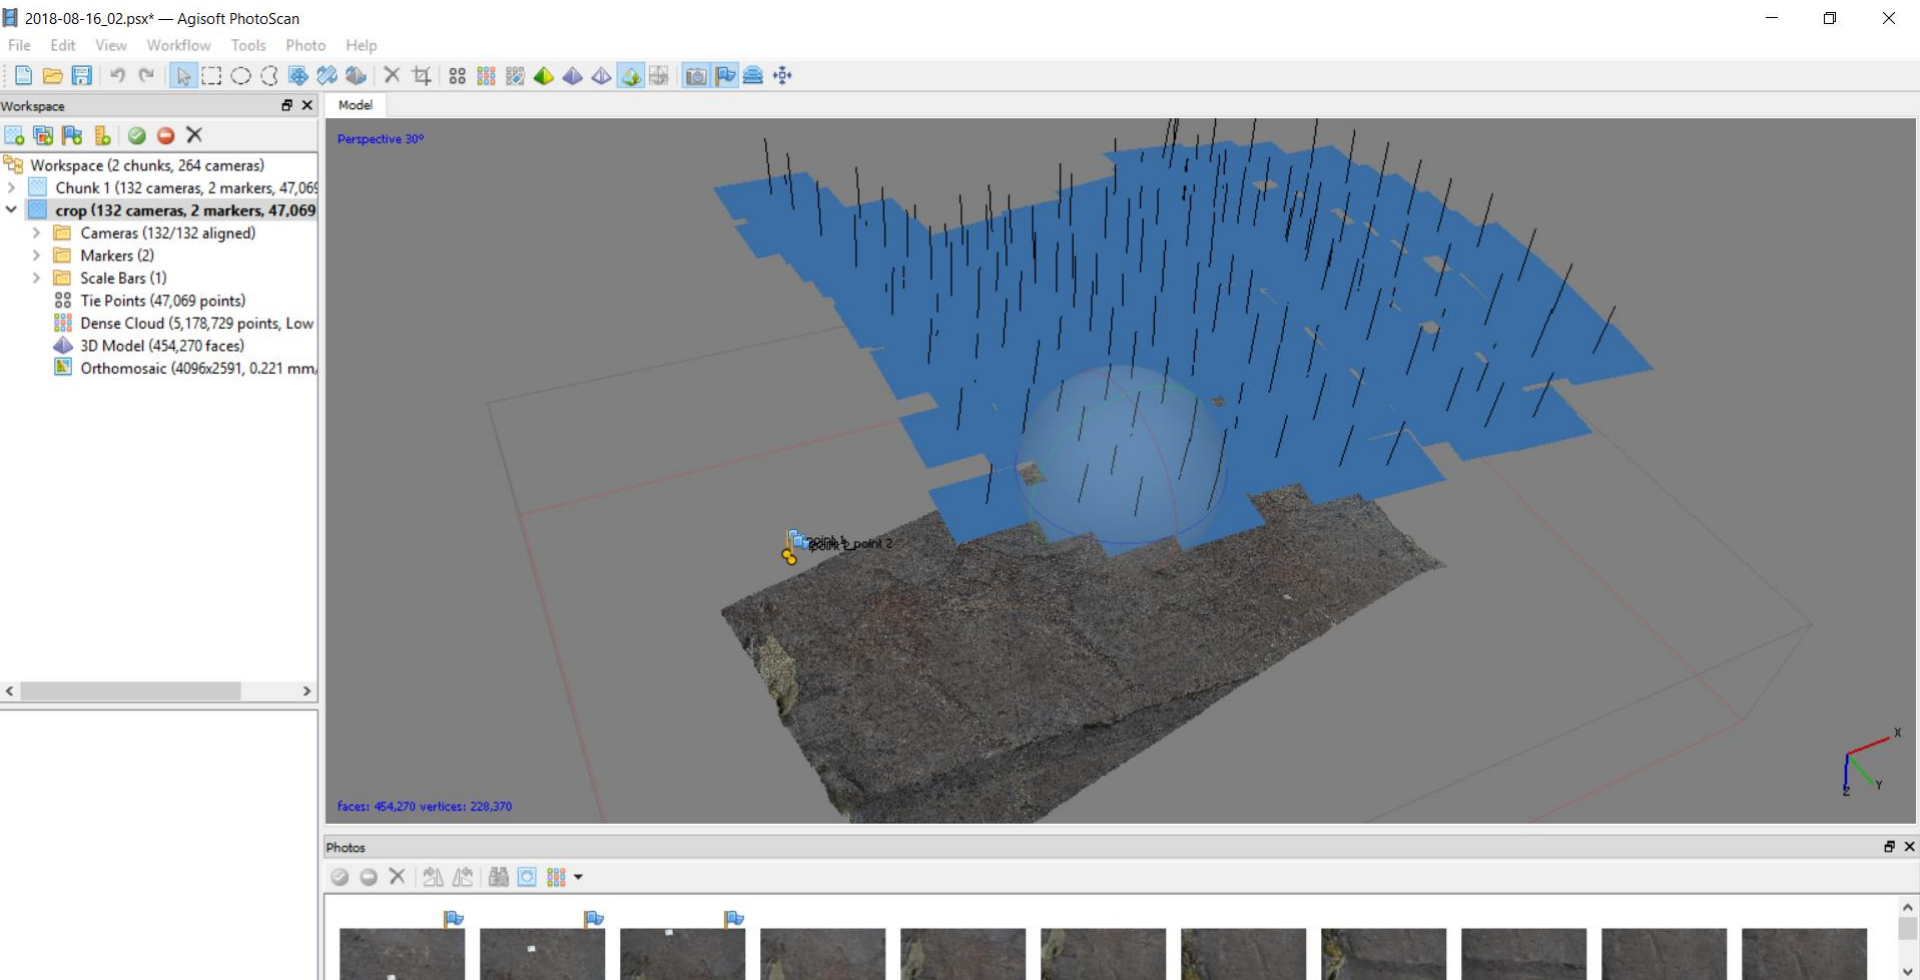 2018-08-16_02.psx* — Agisoft PhotoScan
File Edit View Workflow Tools Photo Help
Workspace
Model
Perspective 30°
Workspace (2 chunks, 264 cameras)
Chunk 1 (132 cameras, 2 markers, 47,069
crop (132 cameras, 2 markers, 47,069
Cameras (132/132 aligned)
Markers (2)
Scale Bars (1)
Tie Points (47,069 points)
Dense Cloud (5,178,729 points, Low
3D Model (454,270 faces)
Orthomosaic (4096x2591, 0.221 mm/
point 1
point 2
X
Y
Z
faces: 454,270 vertices: 228,370
Photos